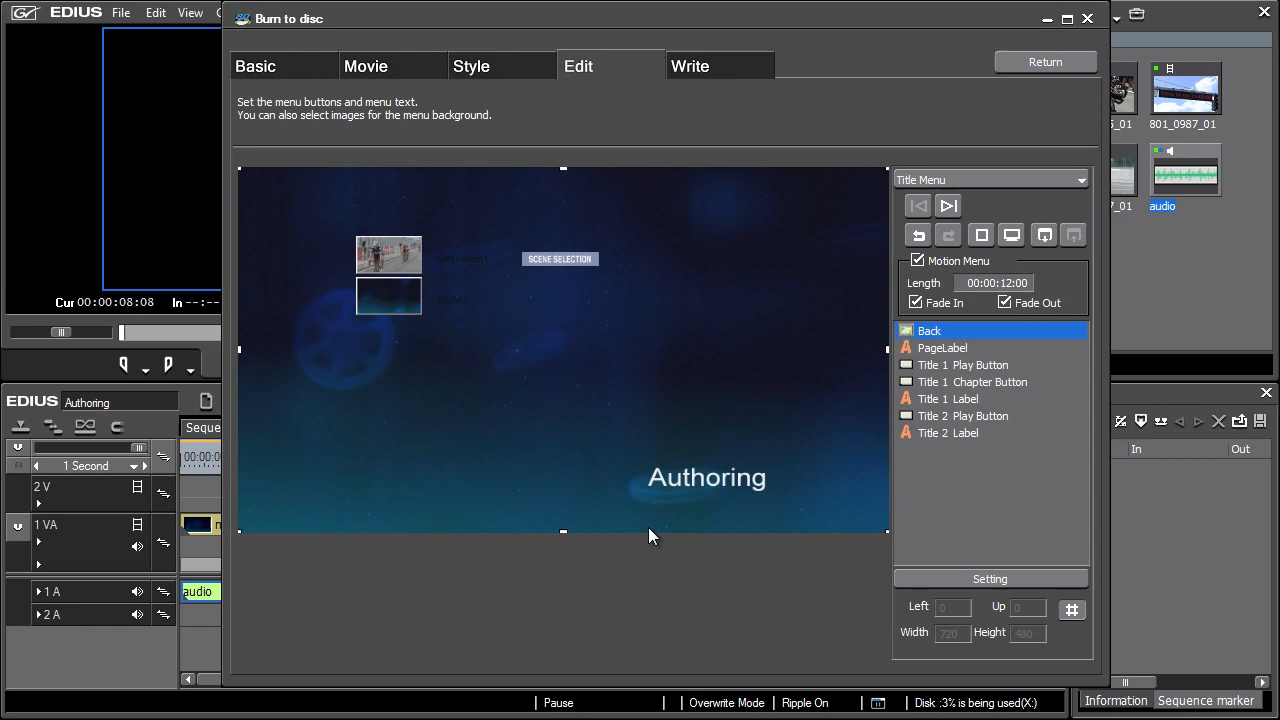 EDIUS File Edit View
Burn to disc
Basic Movie Style Edit Write Return
Set the menu buttons and menu text.
You can also select images for the menu background.
Title Menu
Motion Menu
Length 00:00:12:00
Fade In Fade Out
Back
PageLabel
Title 1 Play Button
Title 1 Chapter Button
Title 1 Label
Title 2 Play Button
Title 2 Label
SCENE SELECTION
MENU
Authoring
Setting
Left 0 Up 0
Width 720 Height 480
801_0987_01
audio
Cur 00:00:08:08 In --:--
EDIUS Authoring
Seque
00:00:0
1 Second
2 V
1 VA
1 A audio
2 A
In Out
Pause Overwrite Mode Ripple On Disk :3% is being used(X:)
Information Sequence marker